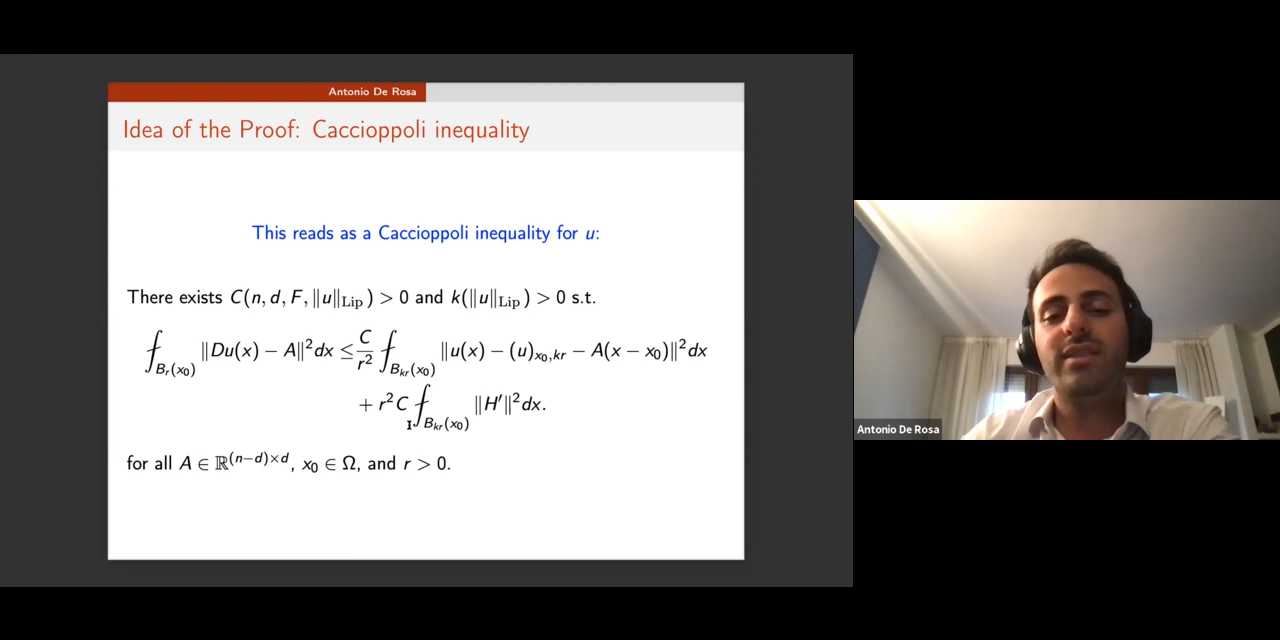 Antonio De Rosa
Idea of the Proof: Caccioppoli inequality
This reads as a Caccioppoli inequality for u:
There exists C(n, d, F, ‖u‖_Lip) > 0 and k(‖u‖_Lip) > 0 s.t.
⨍_{B_r(x_0)} ‖Du(x) − A‖² dx ≤ C/r² ⨍_{B_{kr}(x_0)} ‖u(x) − (u)_{x_0,kr} − A(x − x_0)‖² dx
+ r² C ⨍_{B_{kr}(x_0)} ‖H′‖² dx.
for all A ∈ ℝ^{(n−d)×d}, x_0 ∈ Ω, and r > 0.
Antonio De Rosa